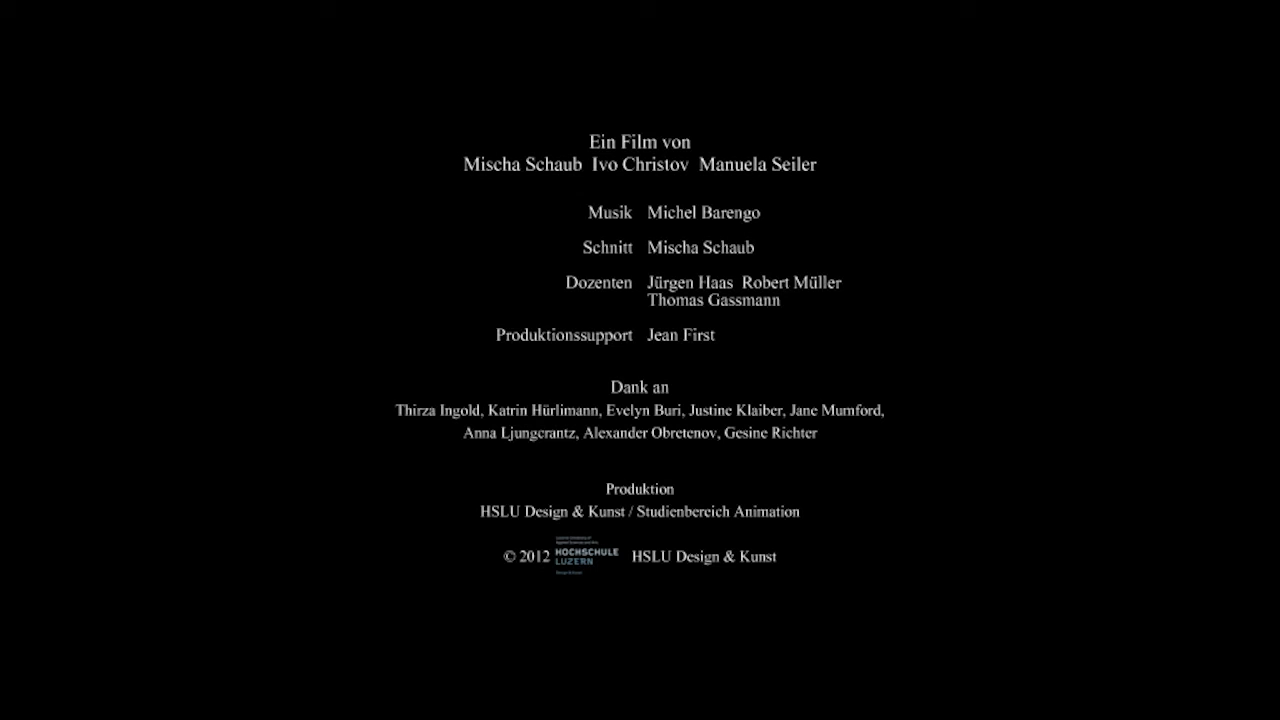 Ein Film von
Mischa Schaub Ivo Christov Manuela Seiler
Musik Michel Barengo
Schnitt Mischa Schaub
Dozenten Jürgen Haas Robert Müller
Thomas Gassmann
Produktionssupport Jean First
Dank an
Thirza Ingold, Katrin Hürlimann, Evelyn Buri, Justine Klaiber, Jane Mumford,
Anna Ljungcrantz, Alexander Obretenov, Gesine Richter
Produktion
HSLU Design & Kunst / Studienbereich Animation
© 2012 HOCHSCHULE LUZERN HSLU Design & Kunst